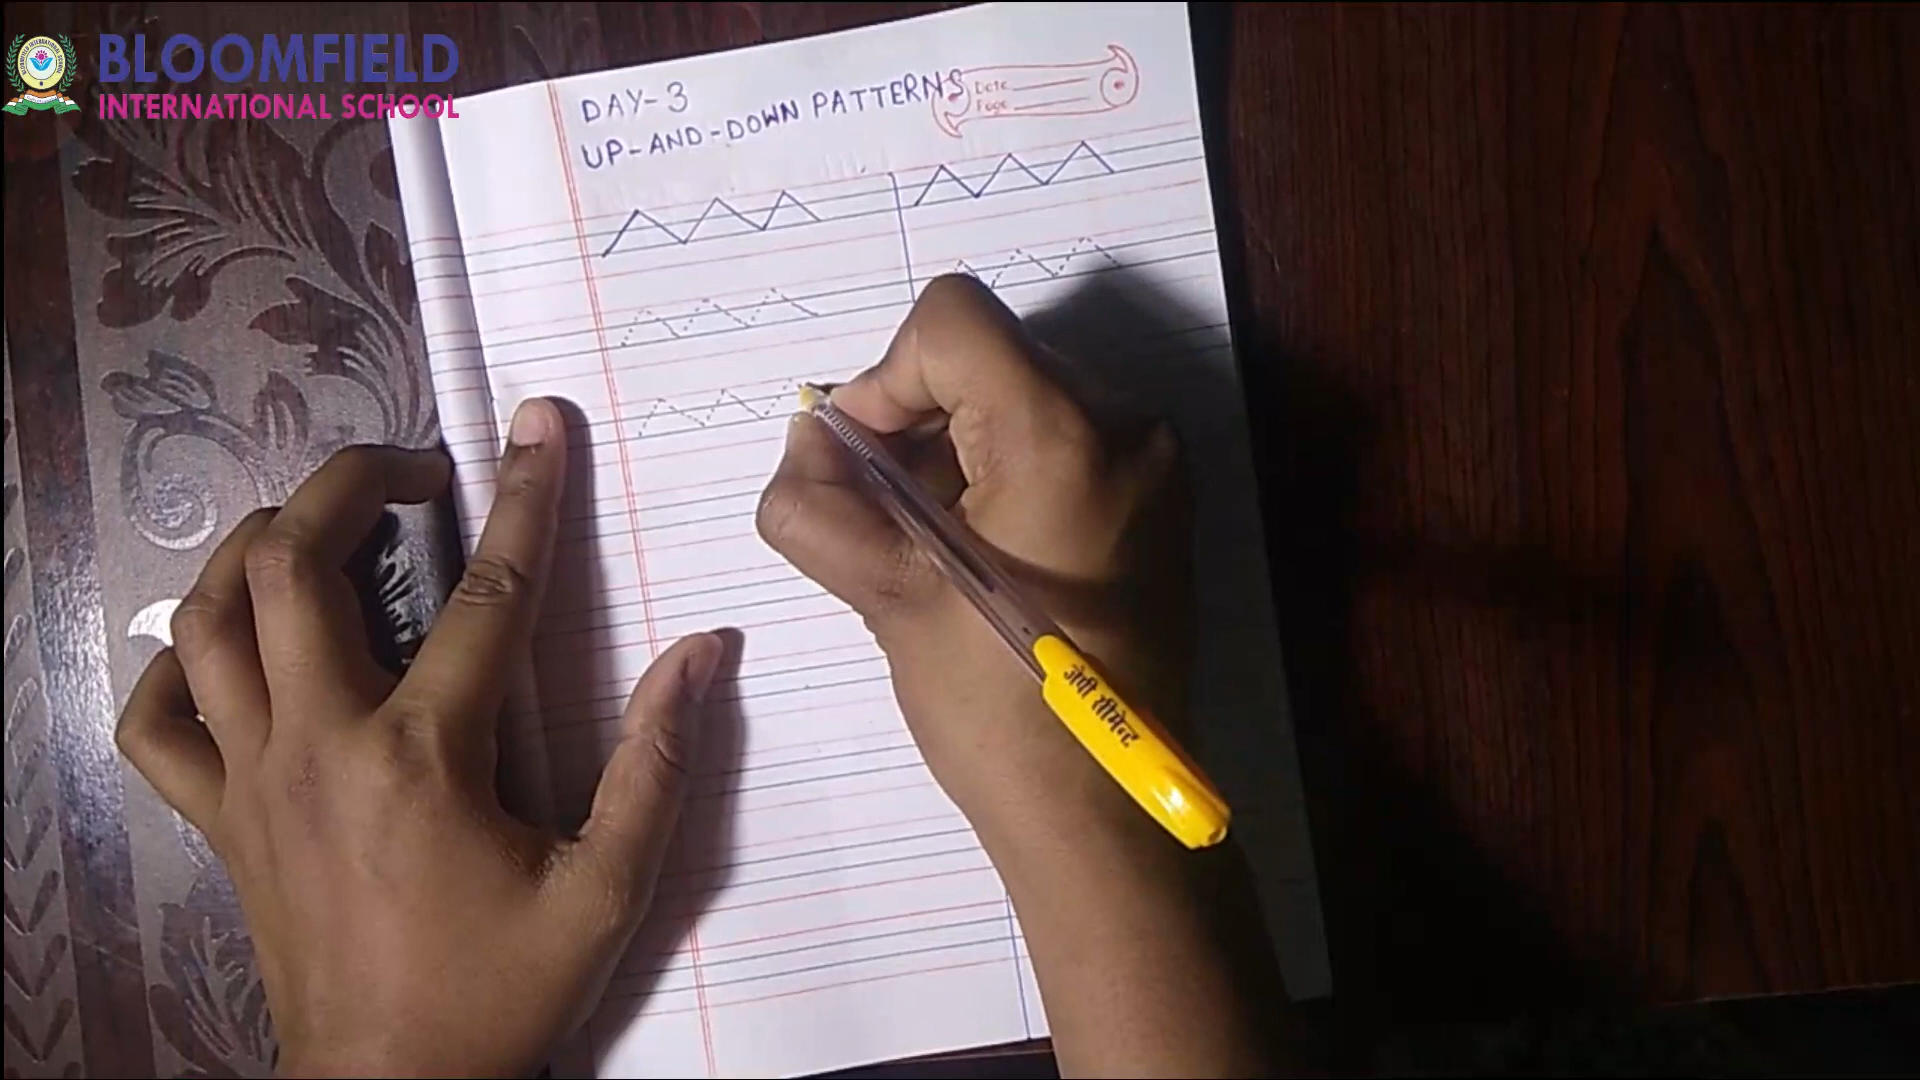 BLOOMFIELD
INTERNATIONAL SCHOOL
DAY-3
UP-AND-DOWN PATTERNS
Date
Page
जेपी सीमेन्ट